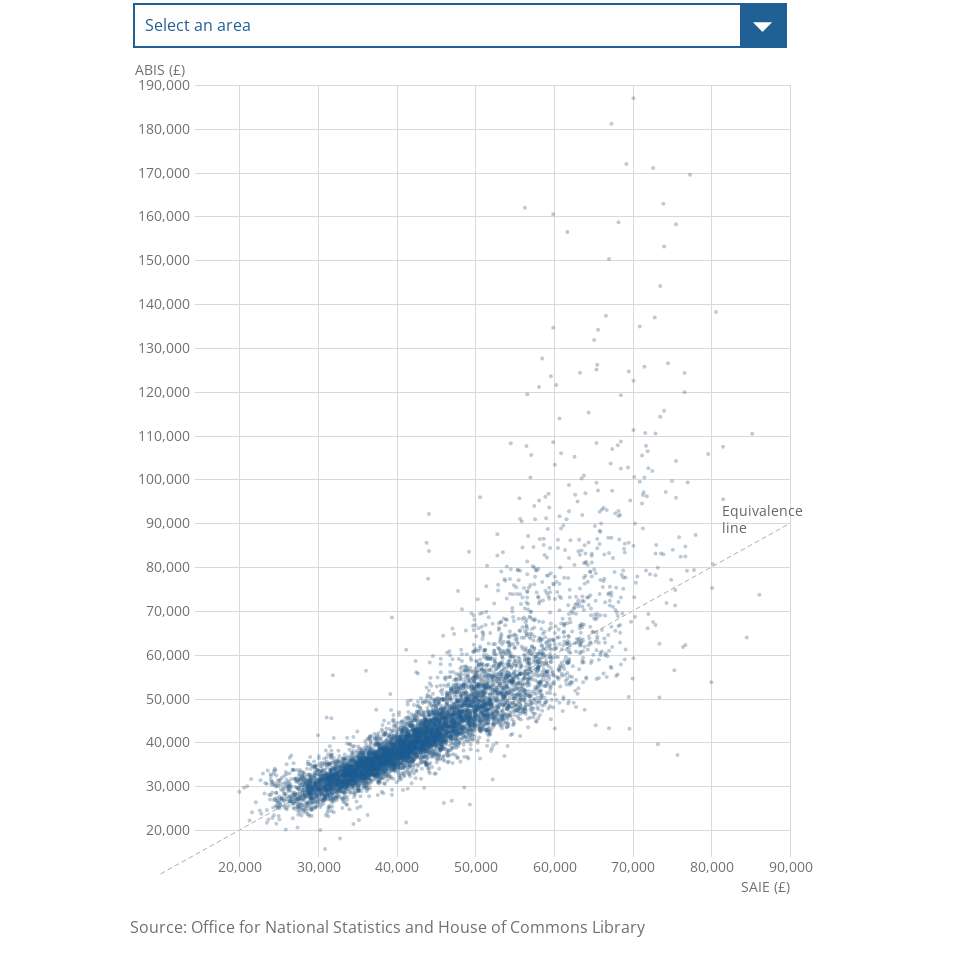 Select an area
ABIS (£)
190,000
180,000
170,000
160,000
150,000
140,000
130,000
120,000
110,000
100,000
90,000
80,000
70,000
60,000
50,000
40,000
30,000
20,000
Equivalence
line
20,000 30,000 40,000 50,000 60,000 70,000 80,000 90,000
SAIE (£)
Source: Office for National Statistics and House of Commons Library